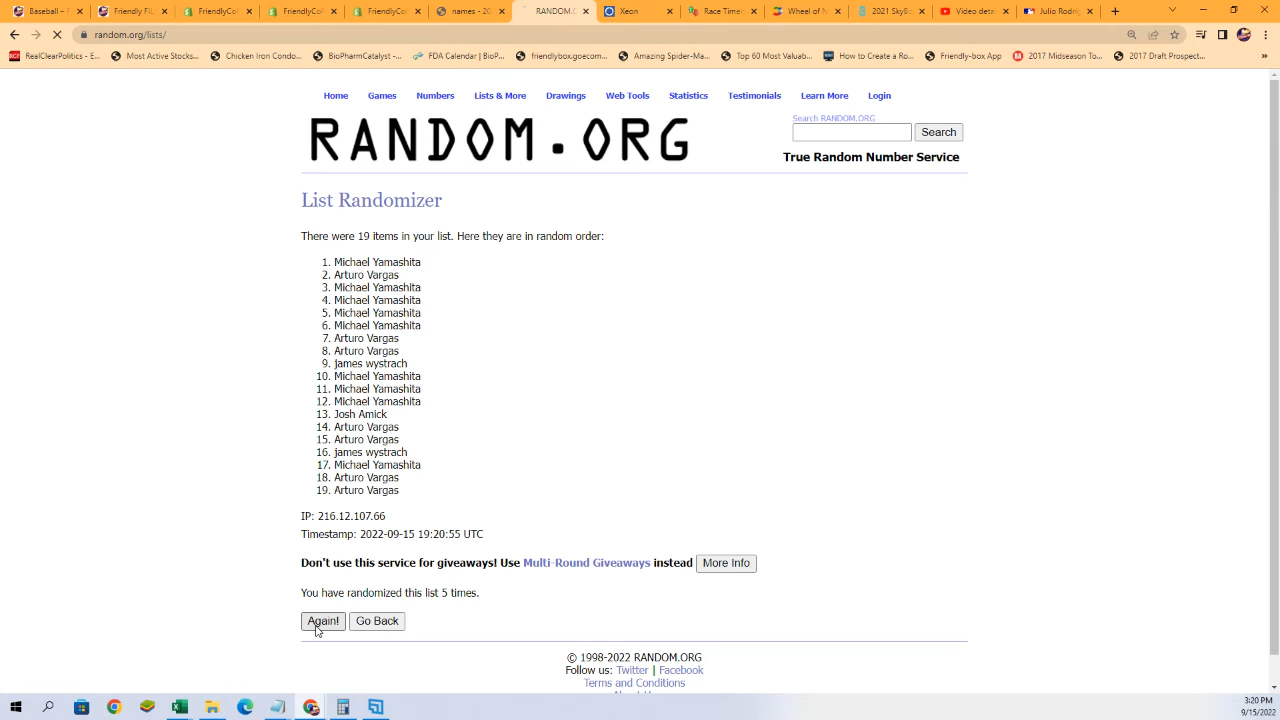 Baseball - F
Friendly FIL
FriendlyCol
FriendlyCol
FriendlyCol
names - 20
RANDOM.C
Xeon
Race Timer
Wheel of N
2021 SkyB
Video deta
Julio Rodrig
random.org/lists/
RealClearPolitics - E...
Most Active Stocks...
Chicken Iron Condo...
BioPharmCatalyst -...
FDA Calendar | BioP...
friendlybox.goecom...
Amazing Spider-Ma...
Top 60 Most Valuab...
How to Create a Ro...
Friendly-box App
2017 Midseason To...
2017 Draft Prospect...
Home Games Numbers Lists & More Drawings Web Tools Statistics Testimonials Learn More Login
RANDOM.ORG
Search RANDOM.ORG
Search
True Random Number Service
List Randomizer
There were 19 items in your list. Here they are in random order:
1. Michael Yamashita
2. Arturo Vargas
3. Michael Yamashita
4. Michael Yamashita
5. Michael Yamashita
6. Michael Yamashita
7. Arturo Vargas
8. Arturo Vargas
9. james wystrach
10. Michael Yamashita
11. Michael Yamashita
12. Michael Yamashita
13. Josh Amick
14. Arturo Vargas
15. Arturo Vargas
16. james wystrach
17. Michael Yamashita
18. Arturo Vargas
19. Arturo Vargas
IP: 216.12.107.66
Timestamp: 2022-09-15 19:20:55 UTC
Don't use this service for giveaways! Use Multi-Round Giveaways instead More Info
You have randomized this list 5 times.
Again! Go Back
© 1998-2022 RANDOM.ORG
Follow us: Twitter | Facebook
Terms and Conditions
3:20 PM
9/15/2022